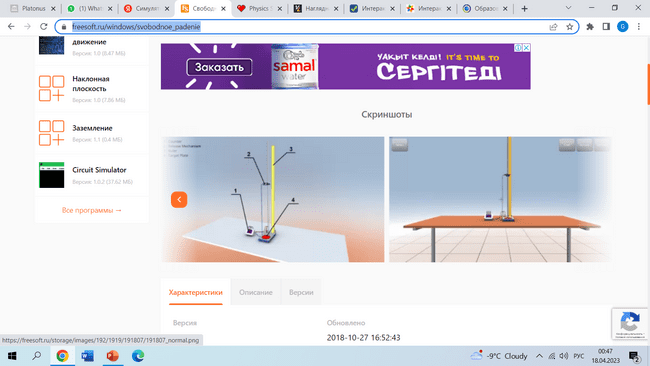 Platonus
(1) What
Симуля
Свобод
Physics
Нагляд
Интера
Интера
Образо
freesoft.ru/windows/svobodnoe_padenie
G
движение
Версия: 1.0 (6.47 МБ)
Наклонная
плоскость
Версия: 1.0 (7.86 МБ)
Заземление
Версия: 1.1 (0.4 МБ)
Circuit Simulator
Версия: 1.0.2 (37.62 МБ)
Все программы →
Заказать
samal
water
УАҚЫТ КЕЛДІ! IT'S TIME TO
СЕРГІТЕДІ
Скриншоты
1
2
3
4
Характеристики
Описание
Версии
Версия
Обновлено
2018-10-27 16:52:43
https://freesoft.ru/storage/images/192/1919/191807/191807_normal.png
-9°C Cloudy
РУС
00:47
18.04.2023
2